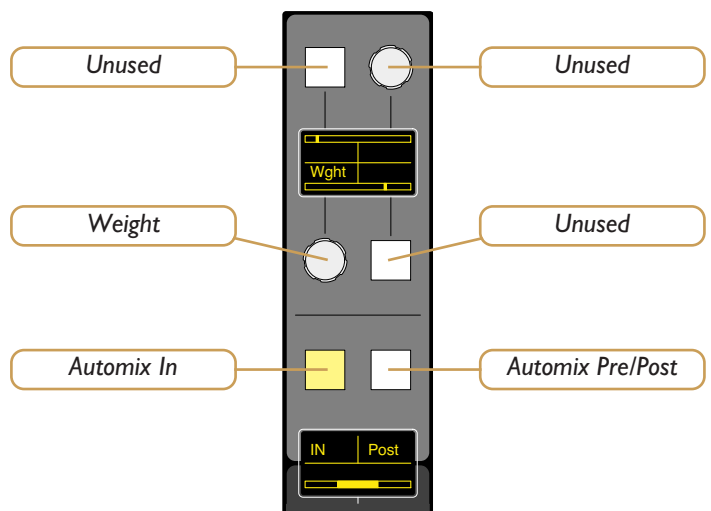 Unused
Unused
Wght
Weight
Unused
Automix In
Automix Pre/Post
IN
Post